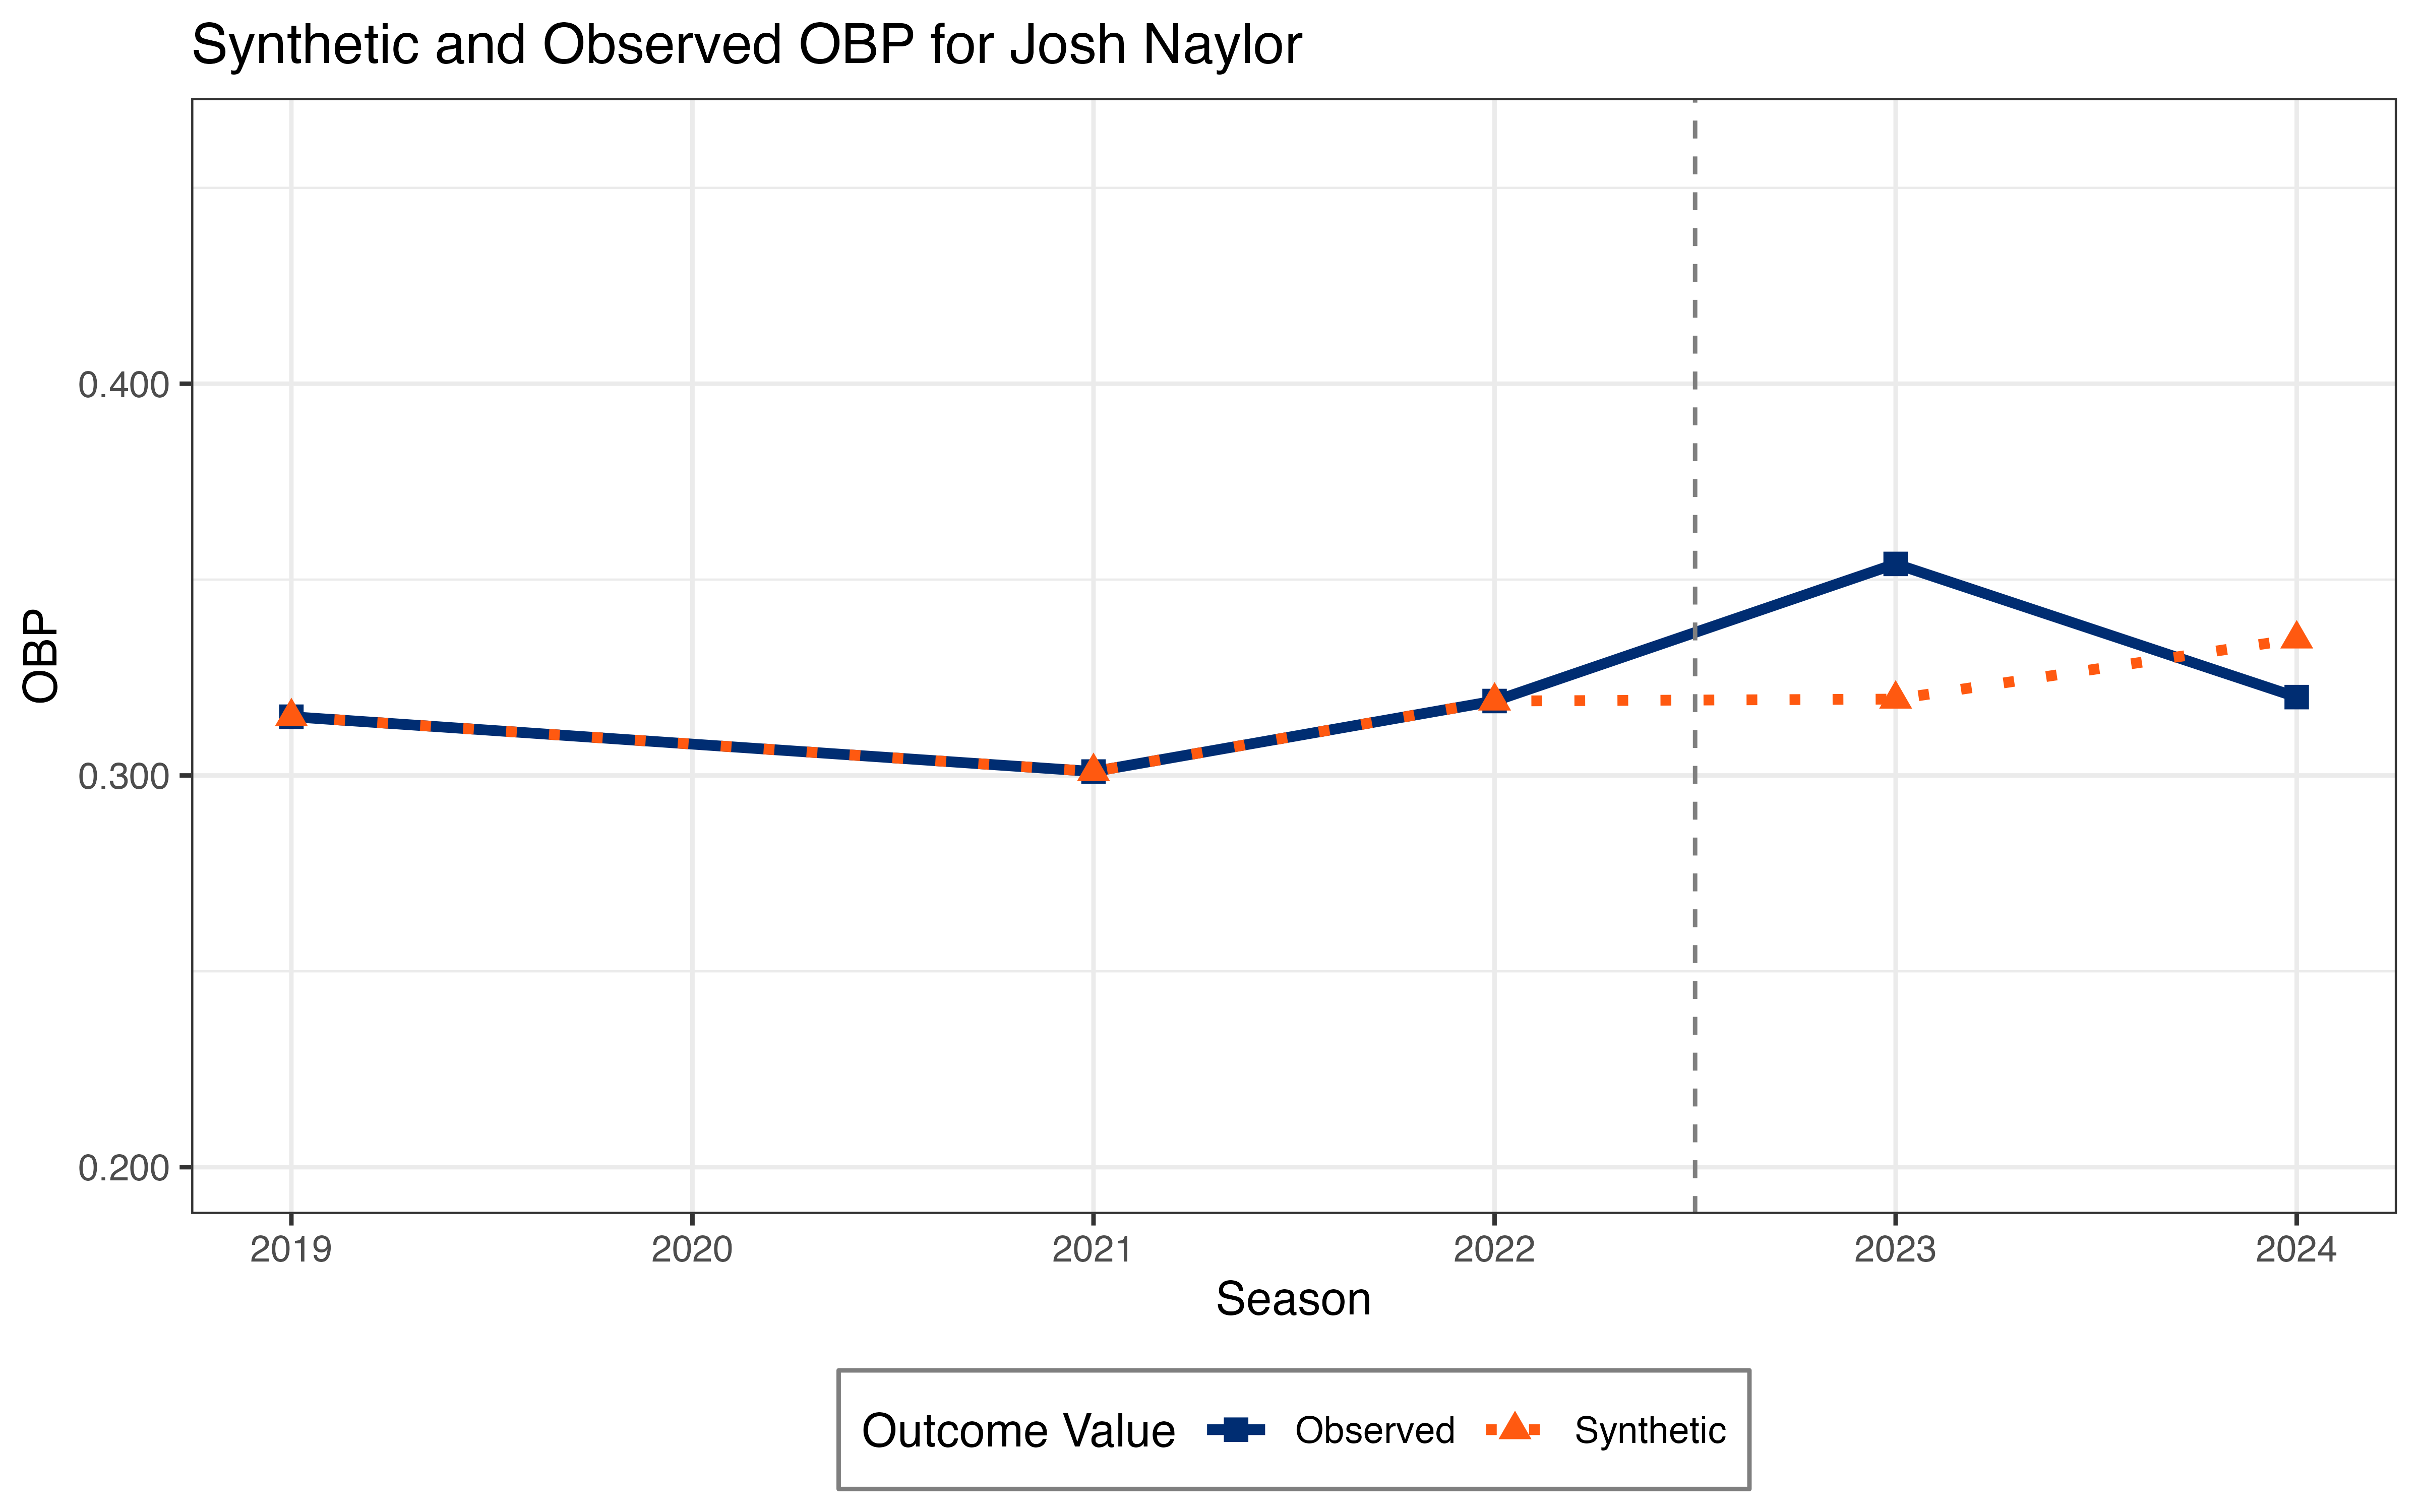 Synthetic and Observed OBP for Josh Naylor
OBP
0.400
0.300
0.200
2019 2020 2021 2022 2023 2024
Season
Outcome Value Observed Synthetic